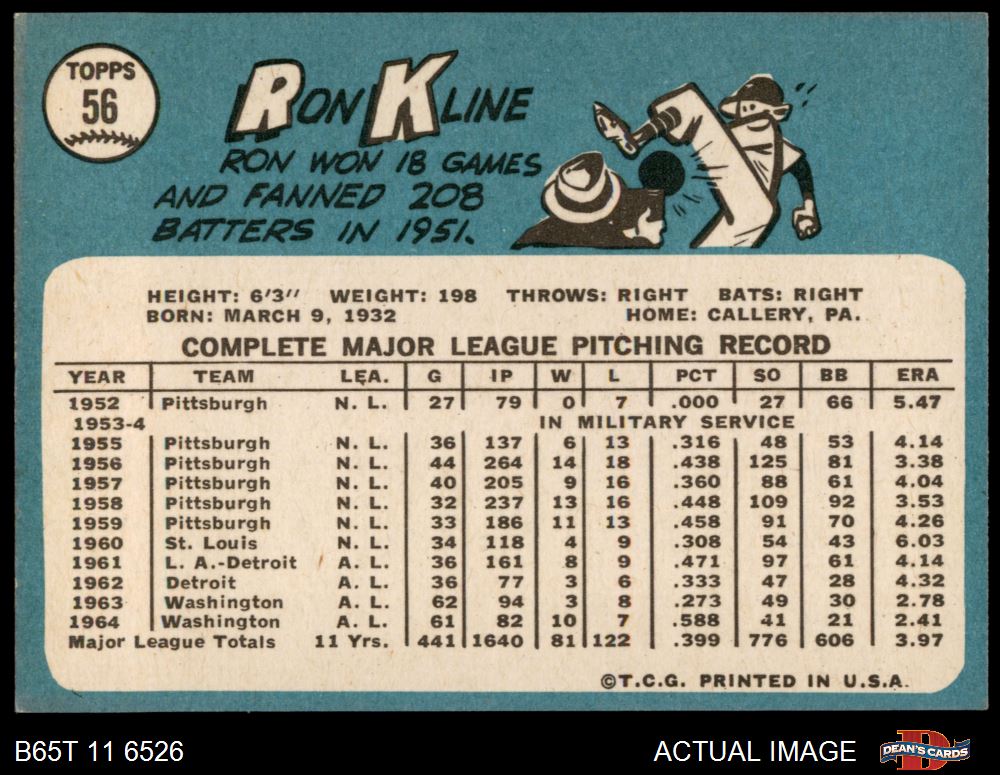 TOPPS
56
RON KLINE
RON WON 18 GAMES
AND FANNED 208
BATTERS IN 1951.
HEIGHT: 6'3" WEIGHT: 198 THROWS: RIGHT BATS: RIGHT
BORN: MARCH 9, 1932 HOME: CALLERY, PA.
COMPLETE MAJOR LEAGUE PITCHING RECORD
YEAR TEAM LEA. G IP W L PCT SO BB ERA
1952 Pittsburgh N. L. 27 79 0 7 .000 27 66 5.47
1953-4 IN MILITARY SERVICE
1955 Pittsburgh N. L. 36 137 6 13 .316 48 53 4.14
1956 Pittsburgh N. L. 44 264 14 18 .438 125 81 3.38
1957 Pittsburgh N. L. 40 205 9 16 .360 88 61 4.04
1958 Pittsburgh N. L. 32 237 13 16 .448 109 92 3.53
1959 Pittsburgh N. L. 33 186 11 13 .458 91 70 4.26
1960 St. Louis N. L. 34 118 4 9 .308 54 43 6.03
1961 L. A.-Detroit A. L. 36 161 8 9 .471 97 61 4.14
1962 Detroit A. L. 36 77 3 6 .333 47 28 4.32
1963 Washington A. L. 62 94 3 8 .273 49 30 2.78
1964 Washington A. L. 61 82 10 7 .588 41 21 2.41
Major League Totals 11 Yrs. 441 1640 81 122 .399 776 606 3.97
©T.C.G. PRINTED IN U.S.A.
B65T 11 6526 ACTUAL IMAGE DEAN'S CARDS